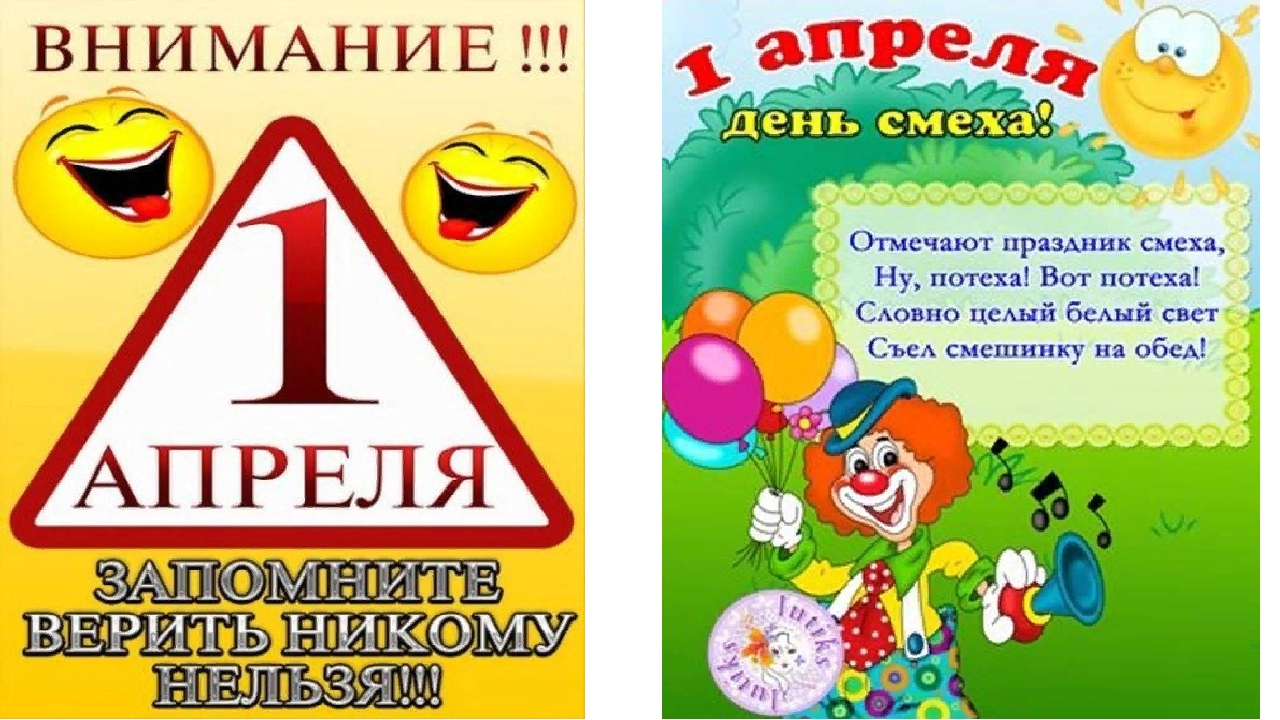 ВНИМАНИЕ !!!
1
АПРЕЛЯ
ЗАПОМНИТЕ
ВЕРИТЬ НИКОМУ
НЕЛЬЗЯ!!!
1 апреля
день смеха!
Отмечают праздник смеха,
Ну, потеха! Вот потеха!
Словно целый белый свет
Съел смешинку на обед!